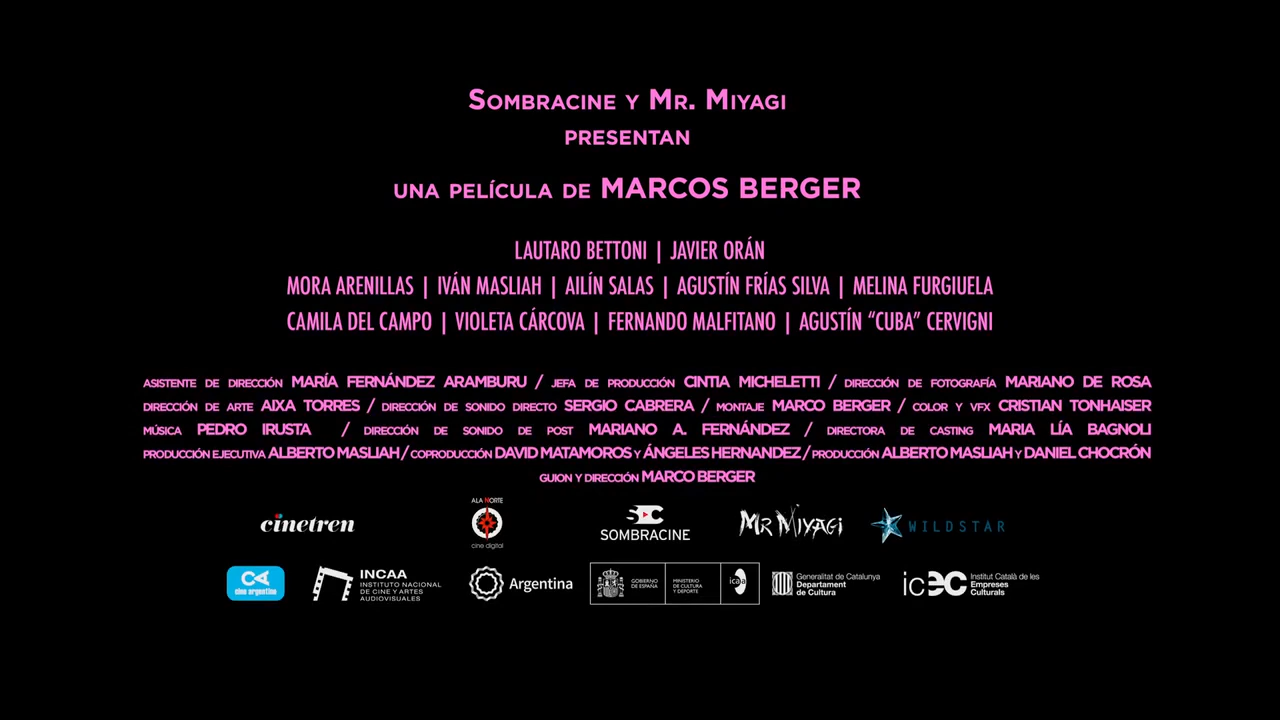 Sombracine y Mr. Miyagi
presentan
una película de MARCOS BERGER
LAUTARO BETTONI | JAVIER ORÁN
MORA ARENILLAS | IVÁN MASLIAH | AILÍN SALAS | AGUSTÍN FRÍAS SILVA | MELINA FURGIUELA
CAMILA DEL CAMPO | VIOLETA CÁRCOVA | FERNANDO MALFITANO | AGUSTÍN “CUBA” CERVIGNI
ASISTENTE DE DIRECCIÓN MARÍA FERNÁNDEZ ARAMBURU / JEFA DE PRODUCCIÓN CINTIA MICHELETTI / DIRECCIÓN DE FOTOGRAFÍA MARIANO DE ROSA
DIRECCIÓN DE ARTE AIXA TORRES / DIRECCIÓN DE SONIDO DIRECTO SERGIO CABRERA / MONTAJE MARCO BERGER / COLOR Y VFX CRISTIAN TONHAISER
MÚSICA PEDRO IRUSTA / DIRECCIÓN DE SONIDO DE POST MARIANO A. FERNÁNDEZ / DIRECTORA DE CASTING MARIA LÍA BAGNOLI
PRODUCCIÓN EJECUTIVA ALBERTO MASLIAH / COPRODUCCIÓN DAVID MATAMOROS Y ÁNGELES HERNANDEZ / PRODUCCIÓN ALBERTO MASLIAH Y DANIEL CHOCRÓN
GUION Y DIRECCIÓN MARCO BERGER
cinetren
ALA NORTE
cine digital
SC
SOMBRACINE
MR MIYAGI
WILDSTAR
CA
cine argentino
INCAA
INSTITUTO NACIONAL
DE CINE Y ARTES
AUDIOVISUALES
Argentina
GOBIERNO
DE ESPAÑA
MINISTERIO
DE CULTURA
Y DEPORTE
icaa
Generalitat de Catalunya
Departament
de Cultura
icec
Institut Català de les
Empreses
Culturals